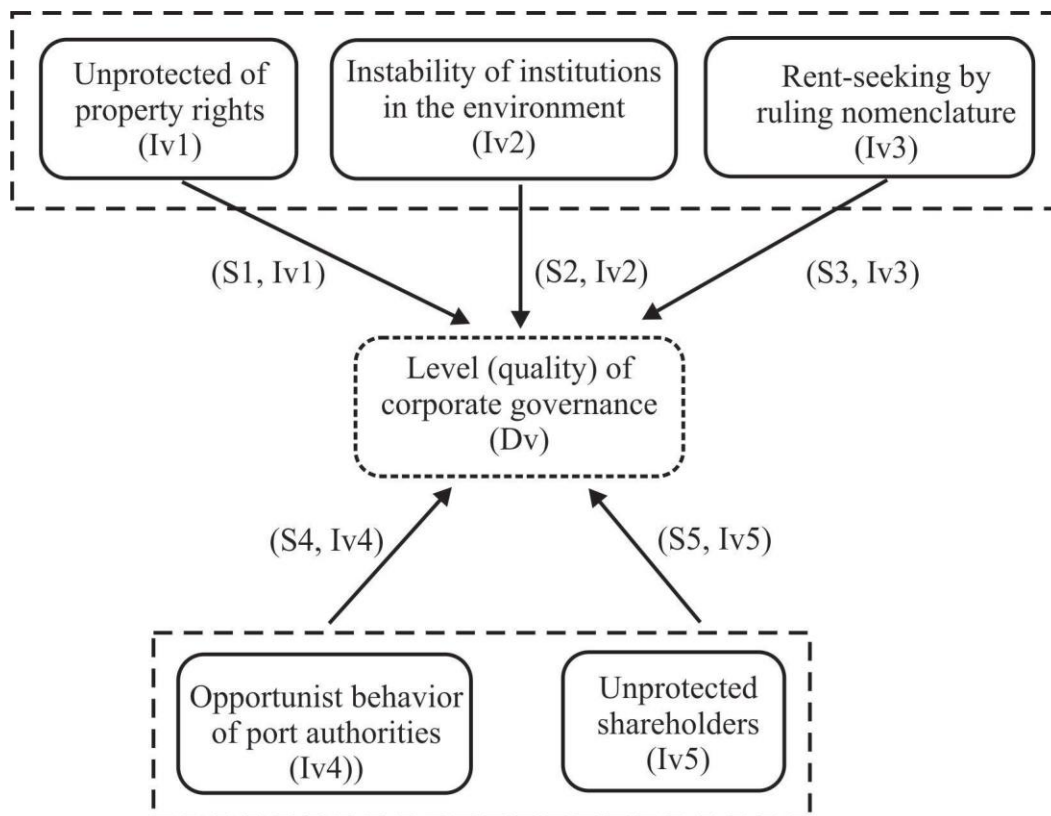 Unprotected of
property rights
(Iv1)
Instability of institutions
in the environment
(Iv2)
Rent-seeking by
ruling nomenclature
(Iv3)
(S1, Iv1)
(S2, Iv2)
(S3, Iv3)
Level (quality) of
corporate governance
(Dv)
(S4, Iv4)
(S5, Iv5)
Opportunist behavior
of port authorities
(Iv4))
Unprotected
shareholders
(Iv5)